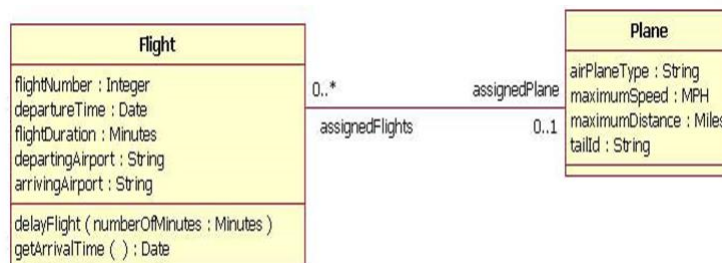 Flight
flightNumber : Integer
departureTime : Date
flightDuration : Minutes
departingAirport : String
arrivingAirport : String
delayFlight ( numberOfMinutes : Minutes )
getArrivalTime ( ) : Date
0..*
assignedPlane
assignedFlights
0..1
Plane
airPlaneType : String
maximumSpeed : MPH
maximumDistance : Miles
tailId : String